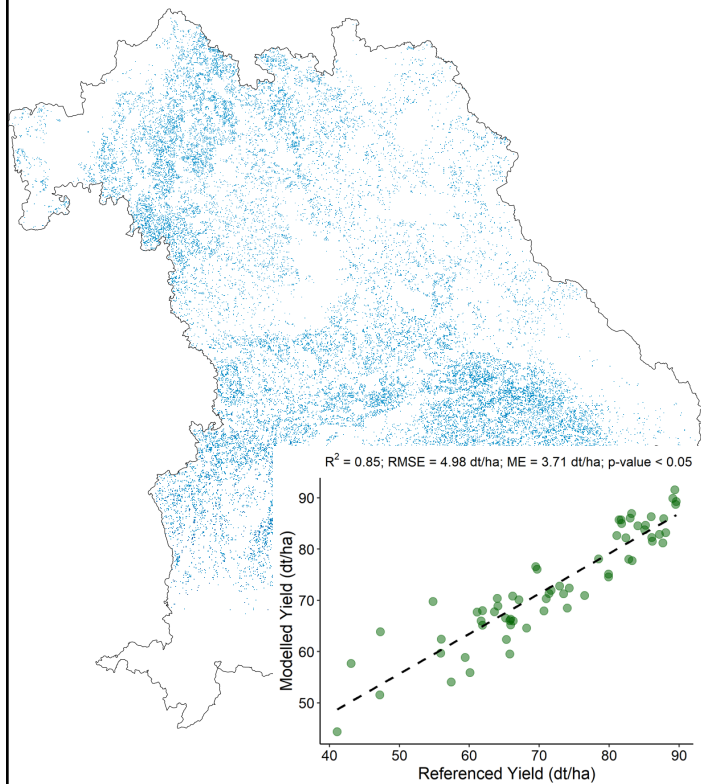 R² = 0.85; RMSE = 4.98 dt/ha; ME = 3.71 dt/ha; p-value < 0.05
90
80
70
60
50
Modelled Yield (dt/ha)
40 50 60 70 80 90
Referenced Yield (dt/ha)